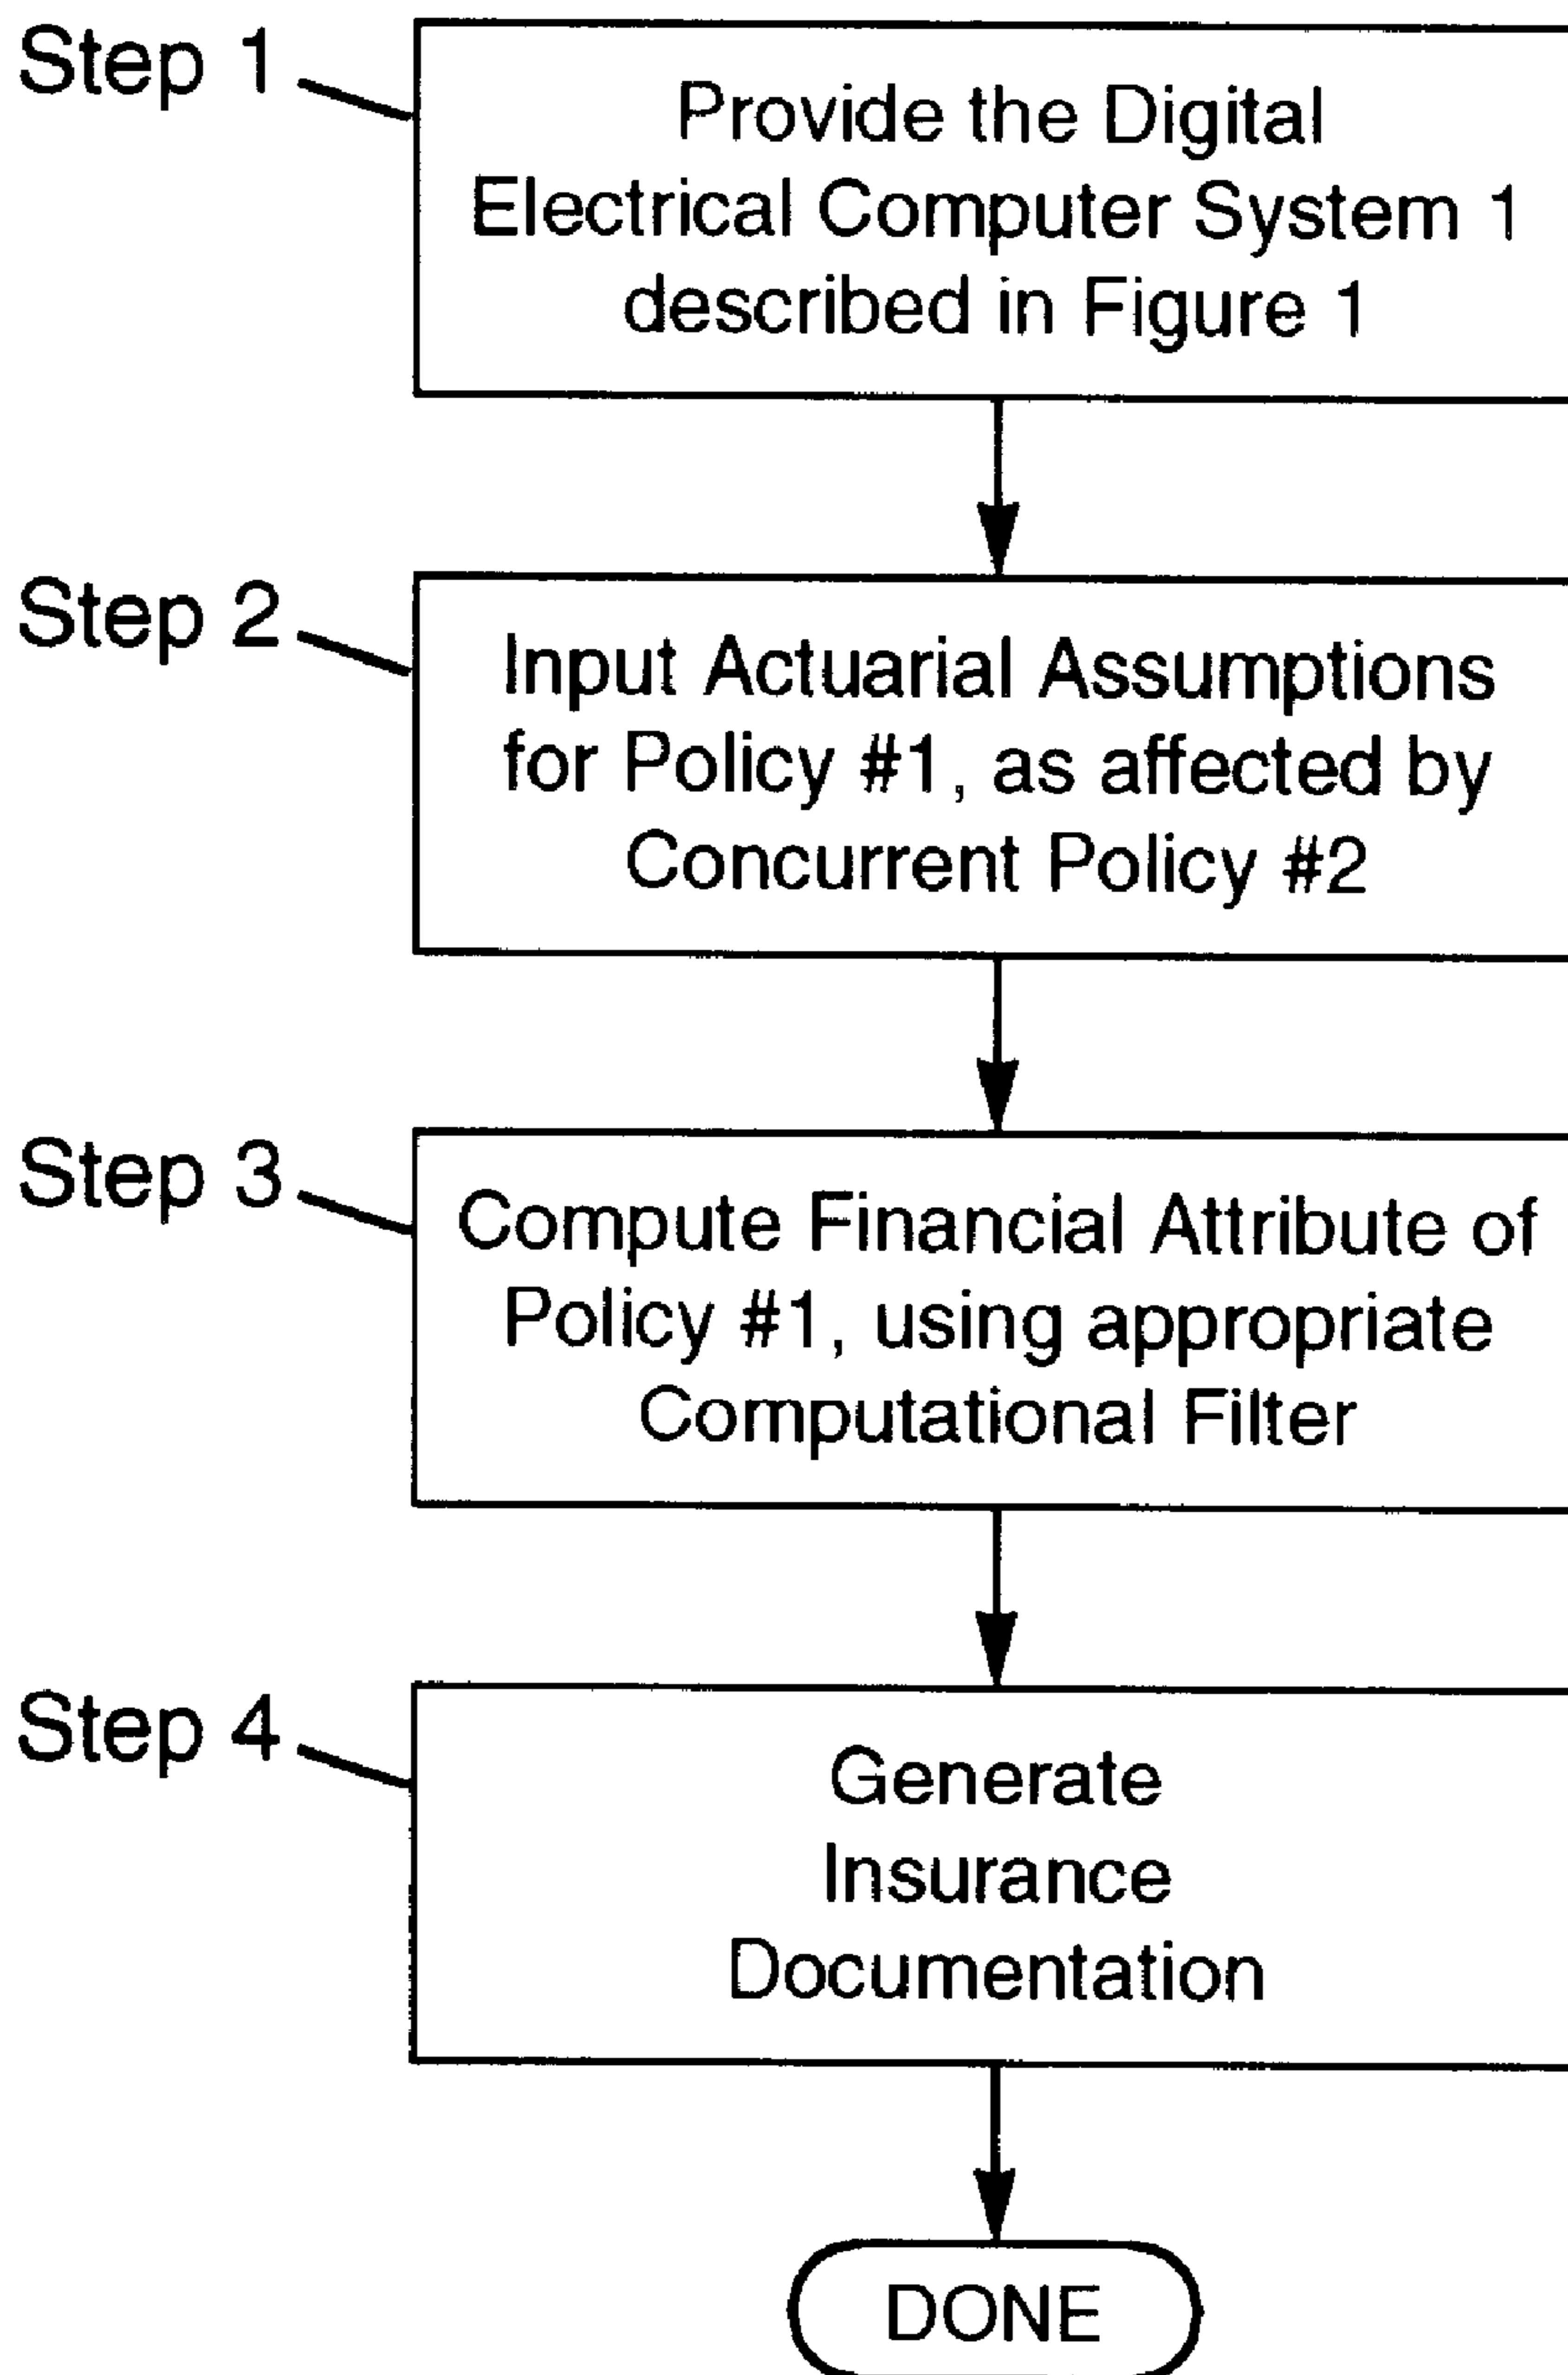 Step 1
Provide the Digital
Electrical Computer System 1
described in Figure 1
Step 2
Input Actuarial Assumptions
for Policy #1, as affected by
Concurrent Policy #2
Step 3
Compute Financial Attribute of
Policy #1, using appropriate
Computational Filter
Step 4
Generate
Insurance
Documentation
DONE